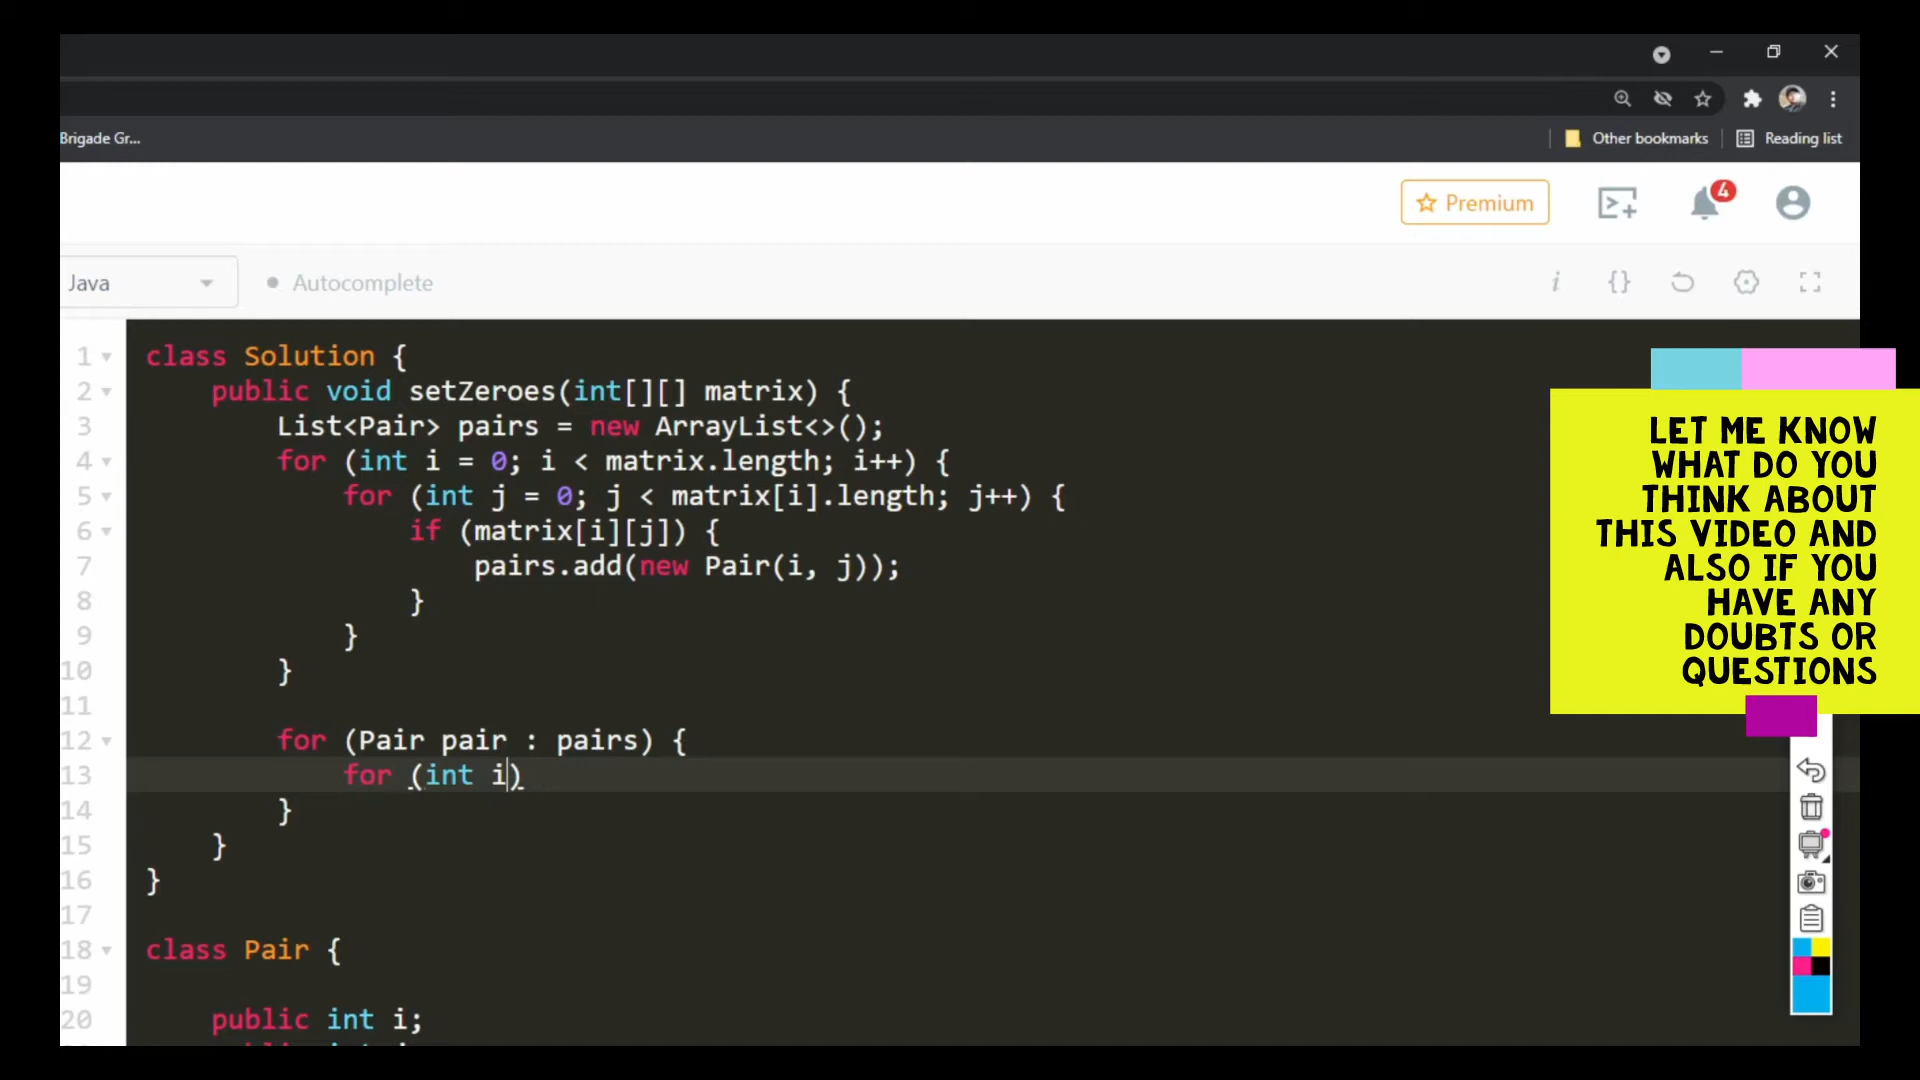 Brigade Gr...
Other bookmarks
Reading list
Premium
4
Java
Autocomplete
i {}
1 class Solution {
2 public void setZeroes(int[][] matrix) {
3 List<Pair> pairs = new ArrayList<>();
4 for (int i = 0; i < matrix.length; i++) {
5 for (int j = 0; j < matrix[i].length; j++) {
6 if (matrix[i][j]) {
7 pairs.add(new Pair(i, j));
8 }
9 }
10 }
11
12 for (Pair pair : pairs) {
13 for (int i)
14 }
15 }
16 }
17
18 class Pair {
19
20 public int i;
LET ME KNOW
WHAT DO YOU
THINK ABOUT
THIS VIDEO AND
ALSO IF YOU
HAVE ANY
DOUBTS OR
QUESTIONS